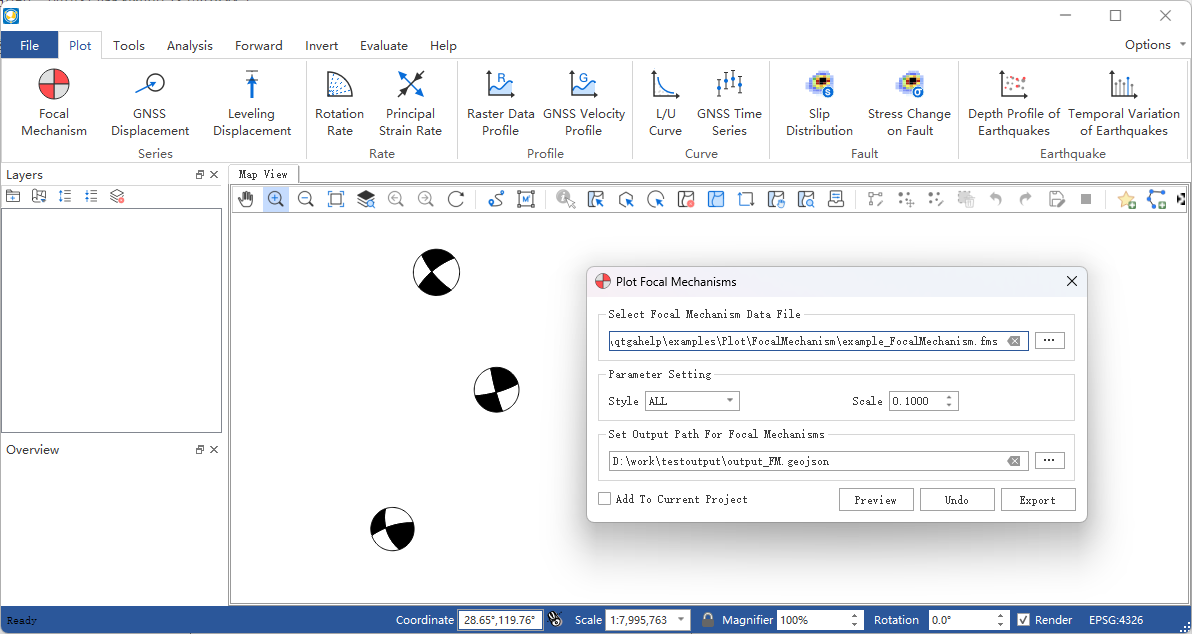 File Plot Tools Analysis Forward Invert Evaluate Help Options
Focal Mechanism
GNSS Displacement
Leveling Displacement
Series
Rotation Rate
Principal Strain Rate
Rate
Raster Data Profile
GNSS Velocity Profile
Profile
L/U Curve
GNSS Time Series
Curve
Slip Distribution
Stress Change on Fault
Fault
Depth Profile of Earthquakes
Temporal Variation of Earthquakes
Earthquake
Layers
Map View
Overview
Plot Focal Mechanisms
Select Focal Mechanism Data File
\qtgahelp\examples\Plot\FocalMechanism\example_FocalMechanism.fms ...
Parameter Setting
Style ALL Scale 0.1000
Set Output Path For Focal Mechanisms
D:\work\testoutput\output_FM.geojson ...
Add To Current Project Preview Undo Export
Ready Coordinate 28.65°,119.76° Scale 1:7,995,763 Magnifier 100% Rotation 0.0° Render EPSG:4326